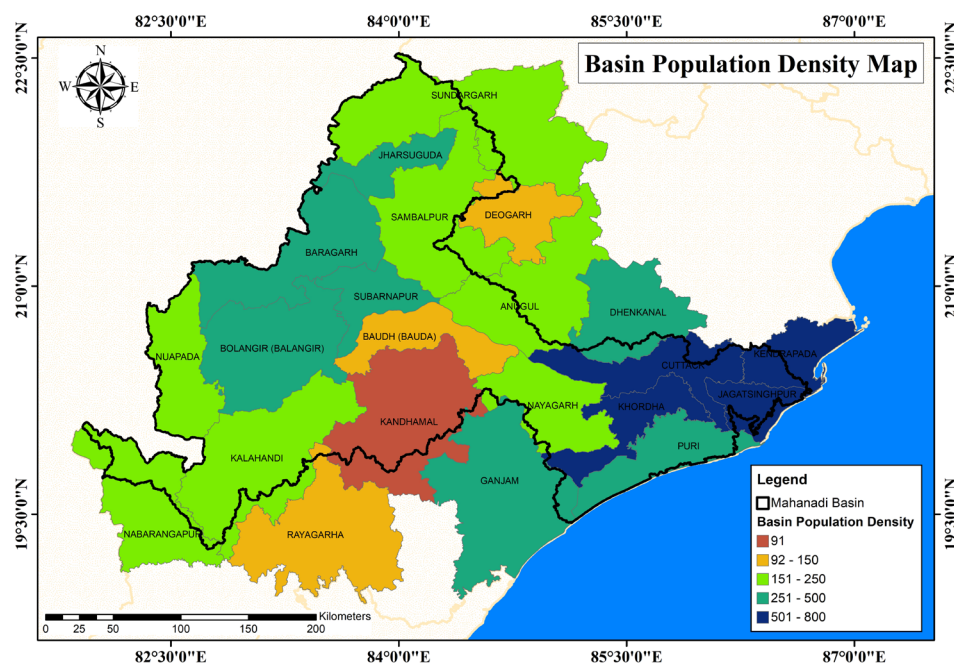 82°30'0"E 84°0'0"E 85°30'0"E 87°0'0"E
22°30'0"N
22°30'0"N
N
W E
S
Basin Population Density Map
SUNDARGARH
JHARSUGUDA
SAMBALPUR
DEOGARH
BARAGARH
21°0'0"N
21°0'0"N
SUBARNAPUR
ANUGUL
DHENKANAL
BAUDH (BAUDA)
BOLANGIR (BALANGIR)
NUAPADA
KENDRAPADA
CUTTACK
JAGATSINGHPUR
KHORDHA
NAYAGARH
KANDHAMAL
PURI
KALAHANDI
GANJAM
19°30'0"N
19°30'0"N
NABARANGAPUR
RAYAGARHA
Legend
Mahanadi Basin
Basin Population Density
91
92 - 150
151 - 250
251 - 500
501 - 800
Kilometers
0 25 50 100 150 200
82°30'0"E 84°0'0"E 85°30'0"E 87°0'0"E